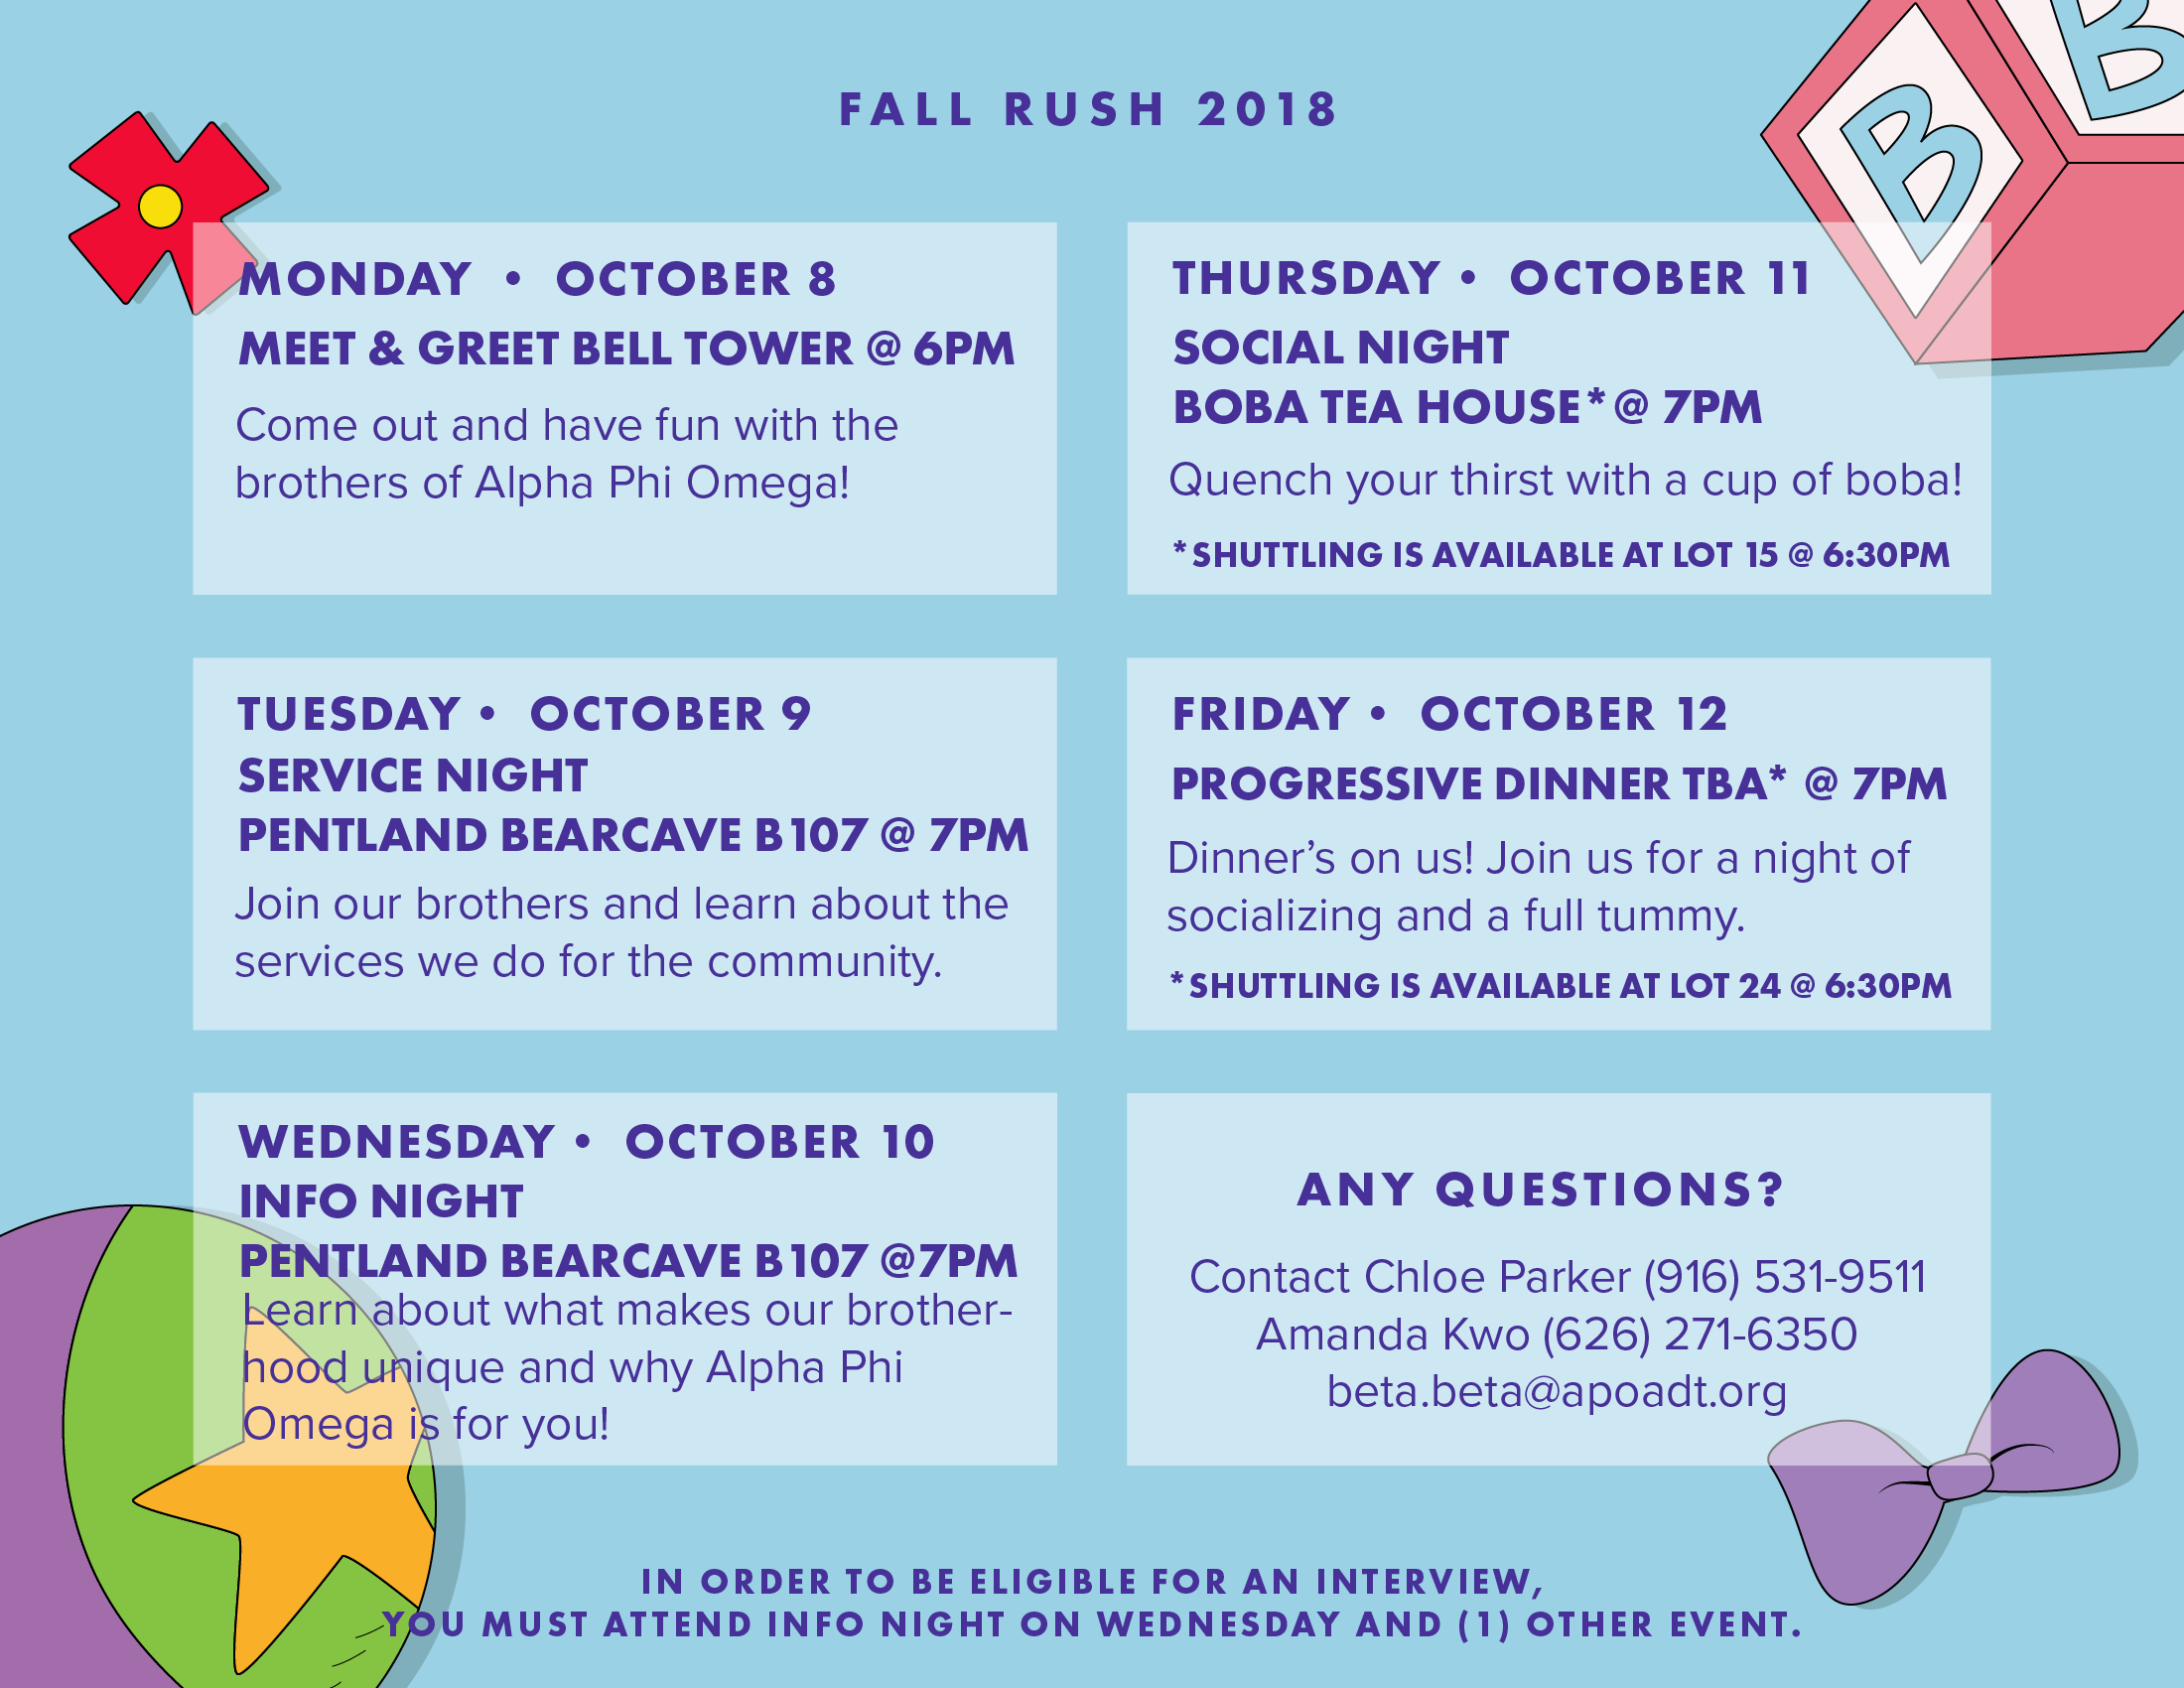 FALL RUSH 2018
B
B
MONDAY • OCTOBER 8
MEET & GREET BELL TOWER @ 6PM
Come out and have fun with the
brothers of Alpha Phi Omega!
TUESDAY • OCTOBER 9
SERVICE NIGHT
PENTLAND BEARCAVE B107 @ 7PM
Join our brothers and learn about the
services we do for the community.
WEDNESDAY • OCTOBER 10
INFO NIGHT
PENTLAND BEARCAVE B107 @7PM
Learn about what makes our brother-
hood unique and why Alpha Phi
Omega is for you!
THURSDAY • OCTOBER 11
SOCIAL NIGHT
BOBA TEA HOUSE*@ 7PM
Quench your thirst with a cup of boba!
*SHUTTLING IS AVAILABLE AT LOT 15 @ 6:30PM
FRIDAY • OCTOBER 12
PROGRESSIVE DINNER TBA* @ 7PM
Dinner’s on us! Join us for a night of
socializing and a full tummy.
*SHUTTLING IS AVAILABLE AT LOT 24 @ 6:30PM
ANY QUESTIONS?
Contact Chloe Parker (916) 531-9511
Amanda Kwo (626) 271-6350
beta.beta@apoadt.org
IN ORDER TO BE ELIGIBLE FOR AN INTERVIEW,
YOU MUST ATTEND INFO NIGHT ON WEDNESDAY AND (1) OTHER EVENT.